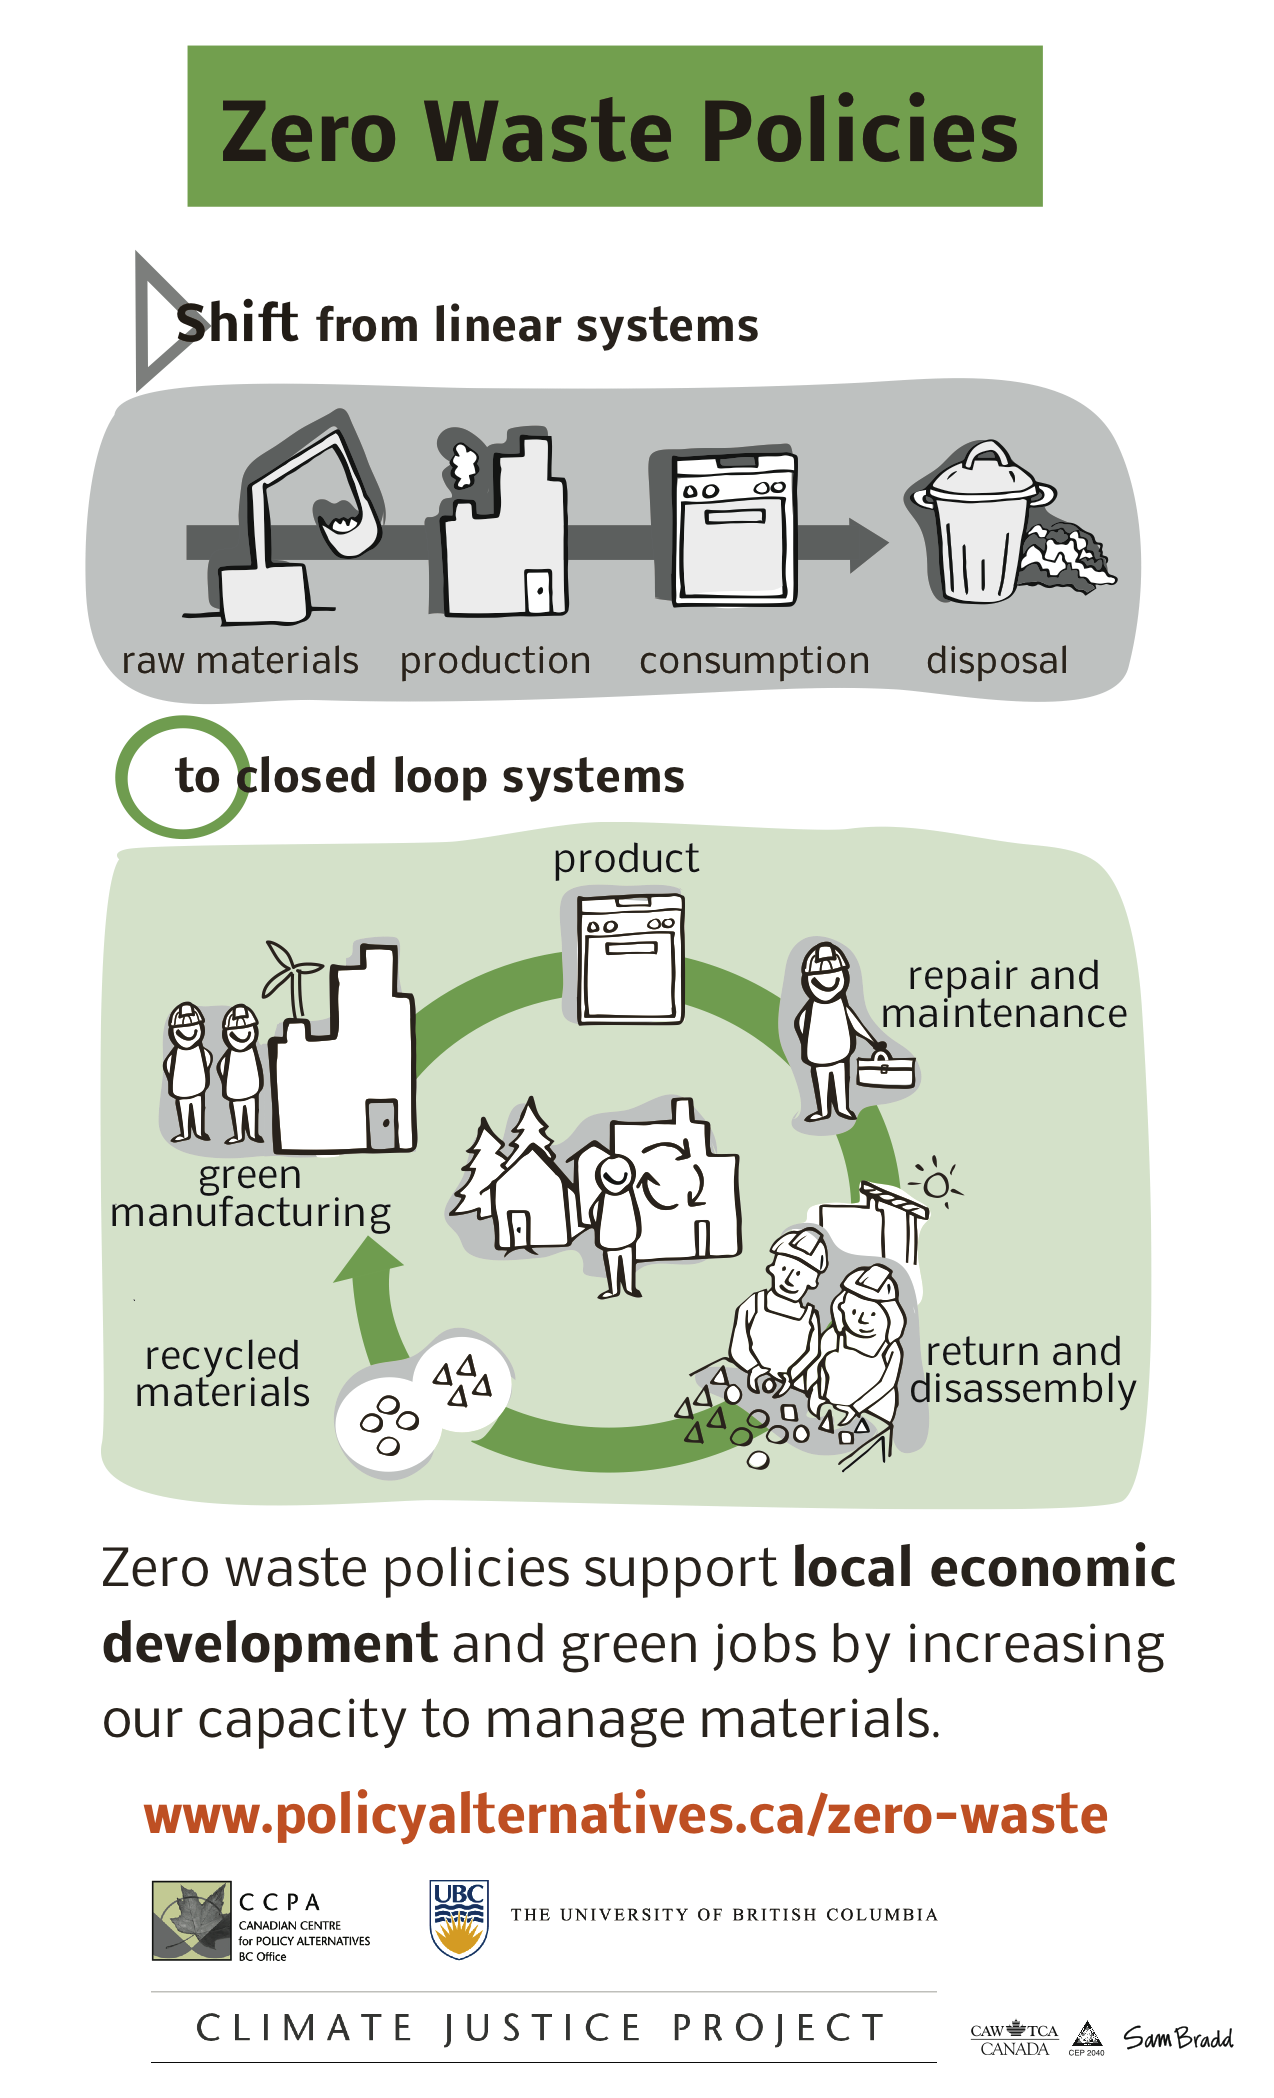 Zero Waste Policies
Shift from linear systems
raw materials
production
consumption
disposal
to closed loop systems
product
repair and
maintenance
green
manufacturing
recycled
materials
return and
disassembly
Zero waste policies support local economic
development and green jobs by increasing
our capacity to manage materials.
www.policyalternatives.ca/zero-waste
CCPA
CANADIAN CENTRE
for POLICY ALTERNATIVES
BC Office
UBC
THE UNIVERSITY OF BRITISH COLUMBIA
CLIMATE JUSTICE PROJECT
CAW TCA
CANADA
CEP 2040
Sam Bradd